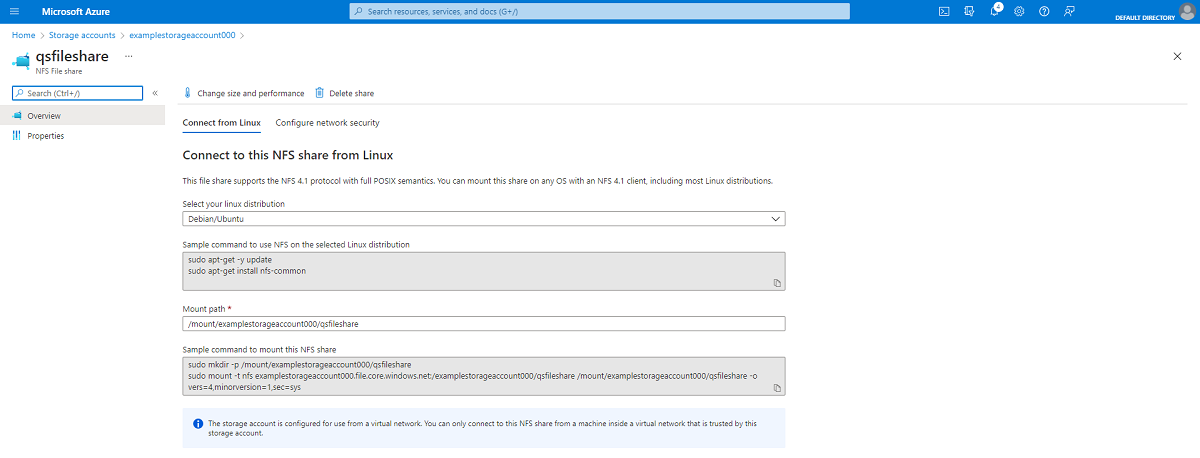 Microsoft Azure
Search resources, services, and docs (G+/)
4
DEFAULT DIRECTORY
Home > Storage accounts > examplestorageaccount000 >
qsfileshare ...
NFS File share
Search (Ctrl+/) «
Overview
Properties
Change size and performance Delete share
Connect from Linux Configure network security
Connect to this NFS share from Linux
This file share supports the NFS 4.1 protocol with full POSIX semantics. You can mount this share on any OS with an NFS 4.1 client, including most Linux distributions.
Select your linux distribution
Debian/Ubuntu
Sample command to use NFS on the selected Linux distribution
sudo apt-get -y update
sudo apt-get install nfs-common
Mount path *
/mount/examplestorageaccount000/qsfileshare
Sample command to mount this NFS share
sudo mkdir -p /mount/examplestorageaccount000/qsfileshare
sudo mount -t nfs examplestorageaccount000.file.core.windows.net:/examplestorageaccount000/qsfileshare /mount/examplestorageaccount000/qsfileshare -o
vers=4,minorversion=1,sec=sys
The storage account is configured for use from a virtual network. You can only connect to this NFS share from a machine inside a virtual network that is trusted by this
storage account.